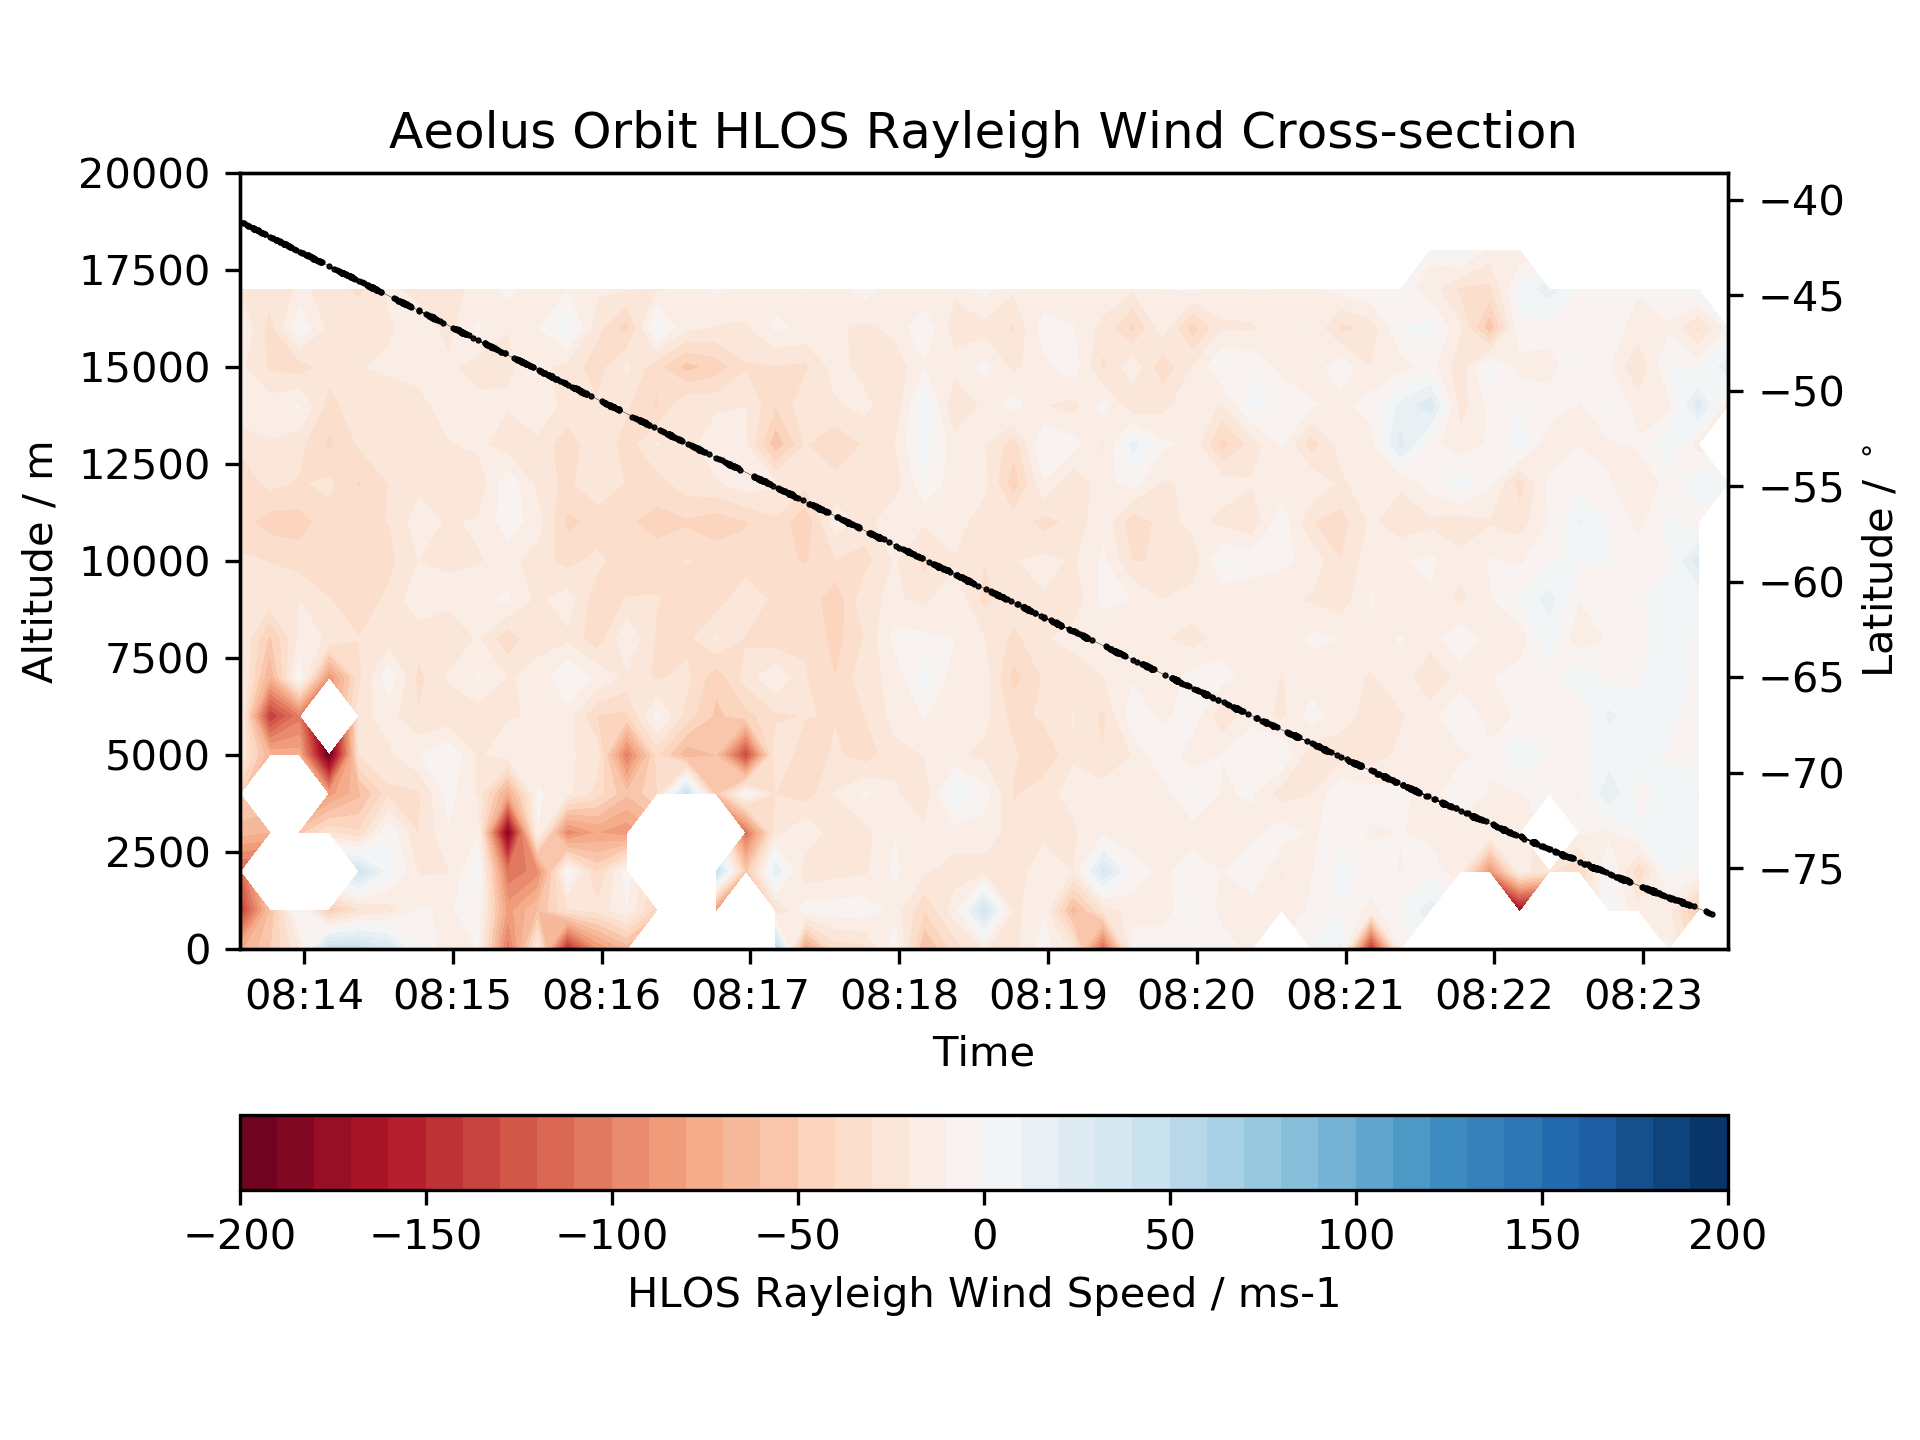 Aeolus Orbit HLOS Rayleigh Wind Cross-section
20000
17500
15000
12500
10000
7500
5000
2500
0
Altitude / m
−40
−45
−50
−55
−60
−65
−70
−75
Latitude / °
08:14 08:15 08:16 08:17 08:18 08:19 08:20 08:21 08:22 08:23
Time
−200 −150 −100 −50 0 50 100 150 200
HLOS Rayleigh Wind Speed / ms-1